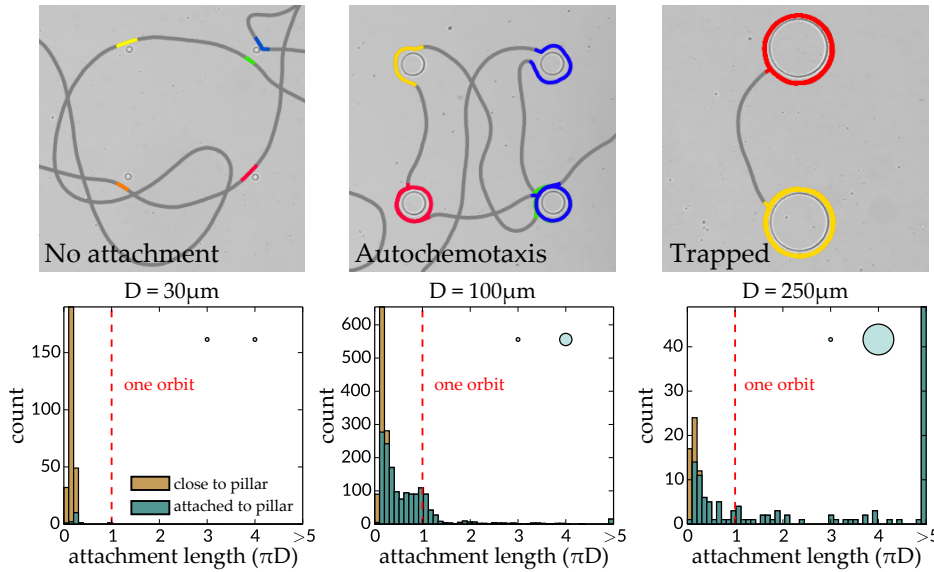 No attachment
Autochemotaxis
Trapped
D = 30μm
D = 100μm
D = 250μm
count
150
100
50
0
one orbit
close to pillar
attached to pillar
0 1 2 3 4 >5
attachment length (πD)
count
600
500
400
300
200
100
0
one orbit
0 1 2 3 4 >5
attachment length (πD)
count
40
30
20
10
0
one orbit
0 1 2 3 4 >5
attachment length (πD)